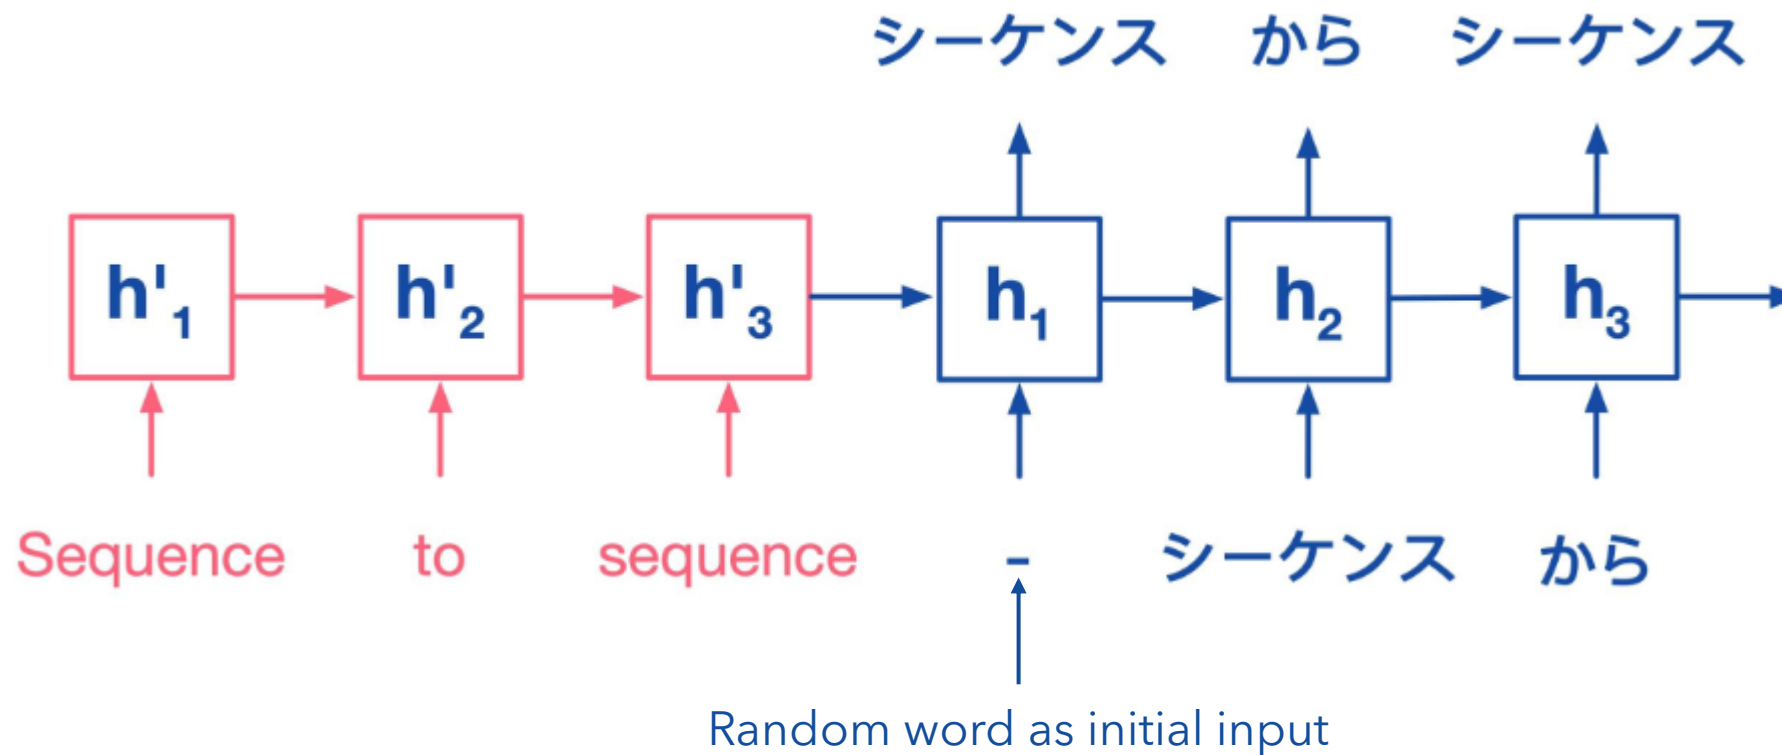 シーケンス から シーケンス
h'1 h'2 h'3 h1 h2 h3
Sequence to sequence - シーケンス から
Random word as initial input